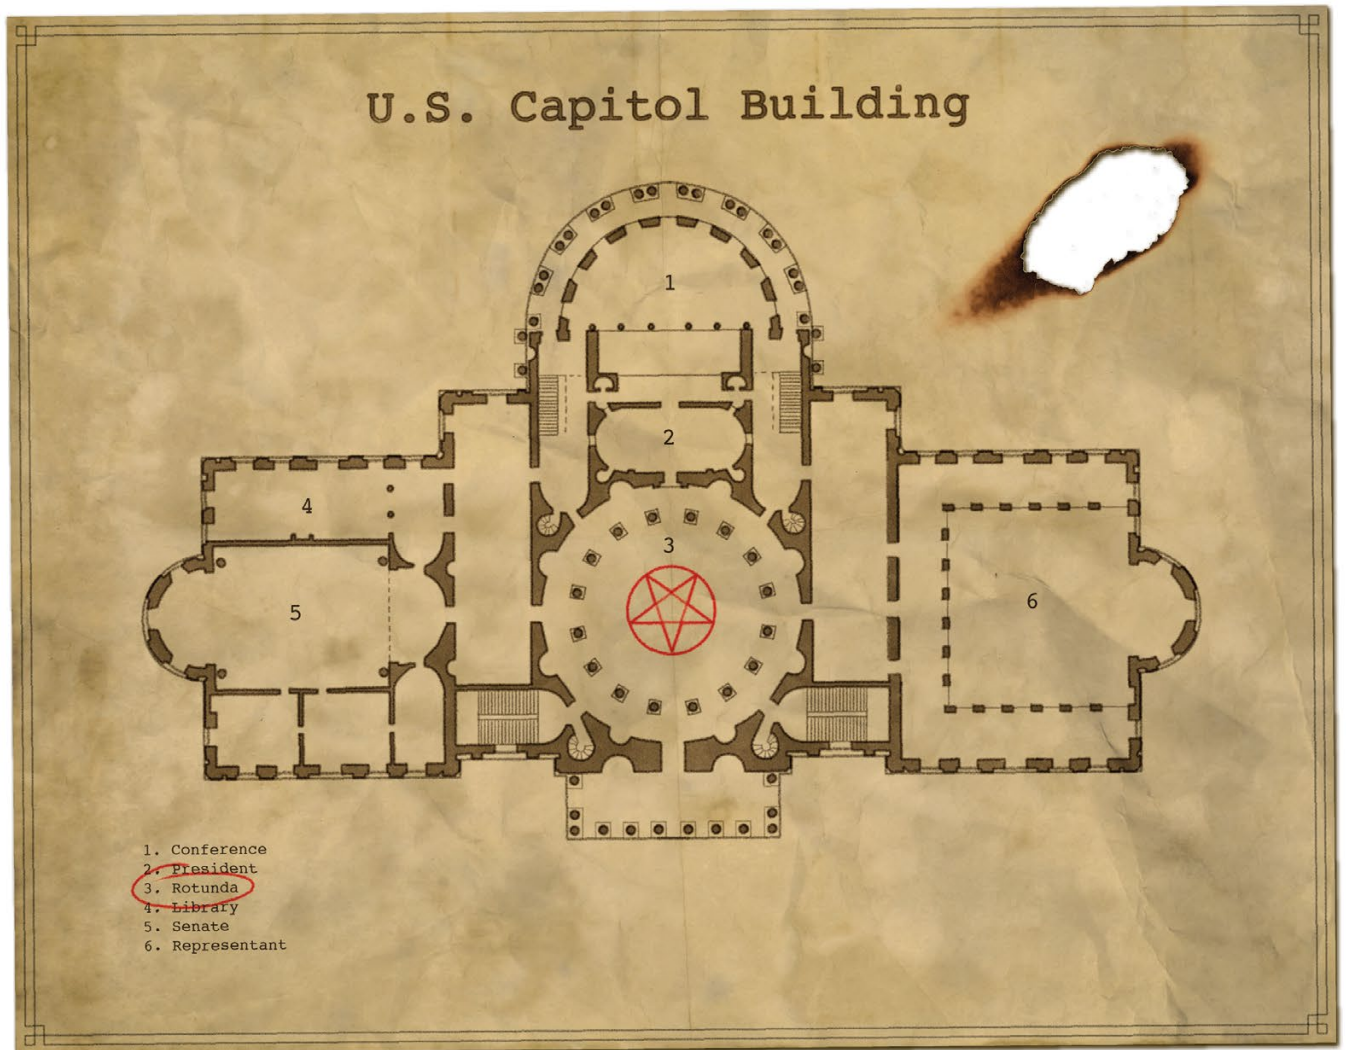 U.S. Capitol Building
1
2
3
4
5
6
1. Conference
2. President
3. Rotunda
4. Library
5. Senate
6. Representant